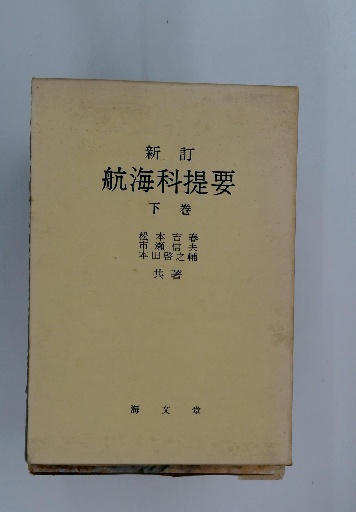 新訂
航海科提要
下巻
松本吉春
市瀬信夫
本田啓之輔
共著
海文堂